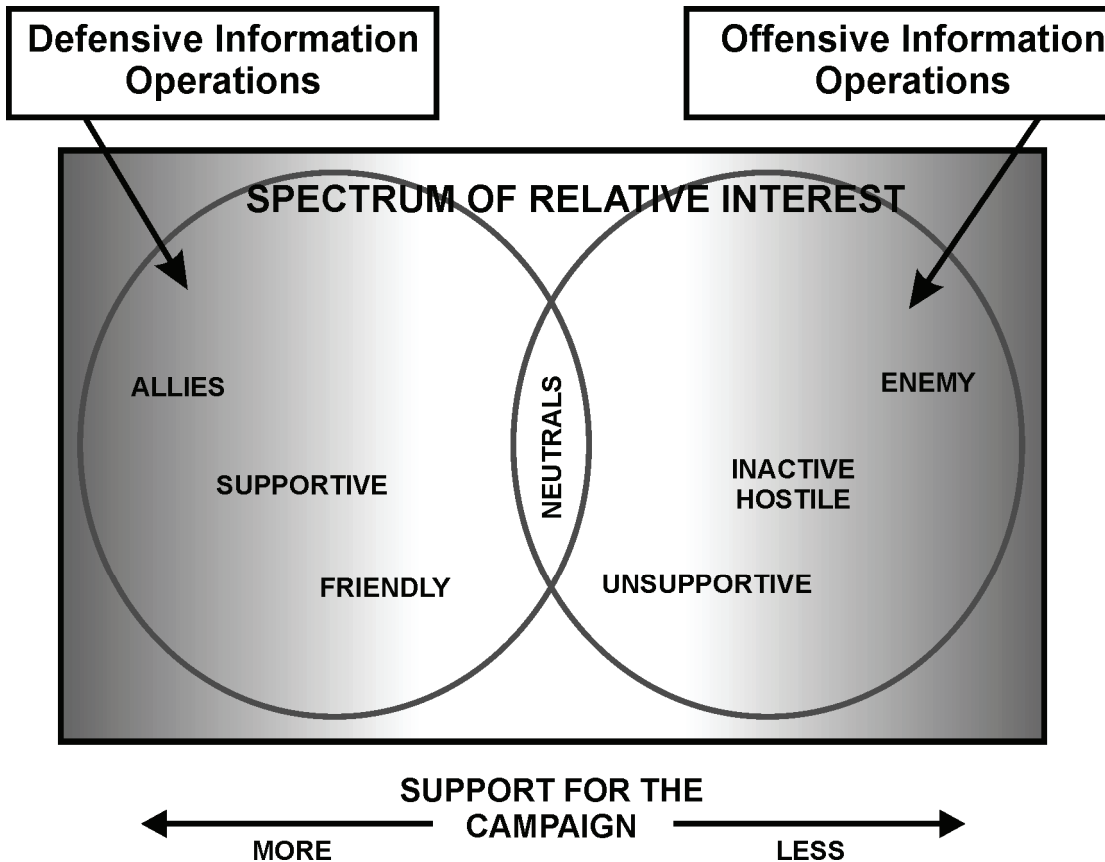 Defensive Information
Operations
Offensive Information
Operations
SPECTRUM OF RELATIVE INTEREST
ALLIES
SUPPORTIVE
FRIENDLY
NEUTRALS
ENEMY
INACTIVE
HOSTILE
UNSUPPORTIVE
SUPPORT FOR THE
CAMPAIGN
MORE
LESS